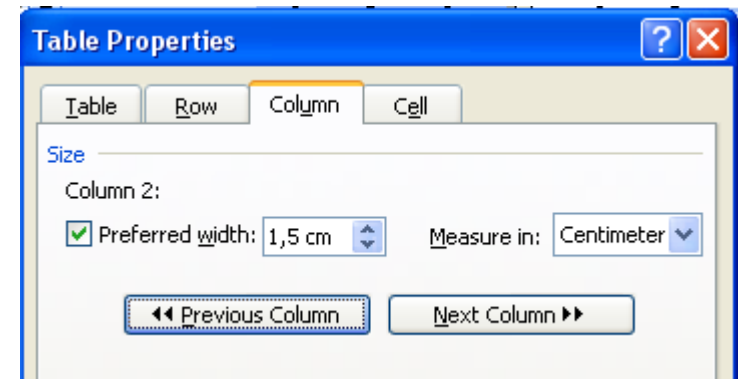 Table Properties
Table Row Column Cell
Size
Column 2:
Preferred width: 1,5 cm Measure in: Centimeter
Previous Column Next Column